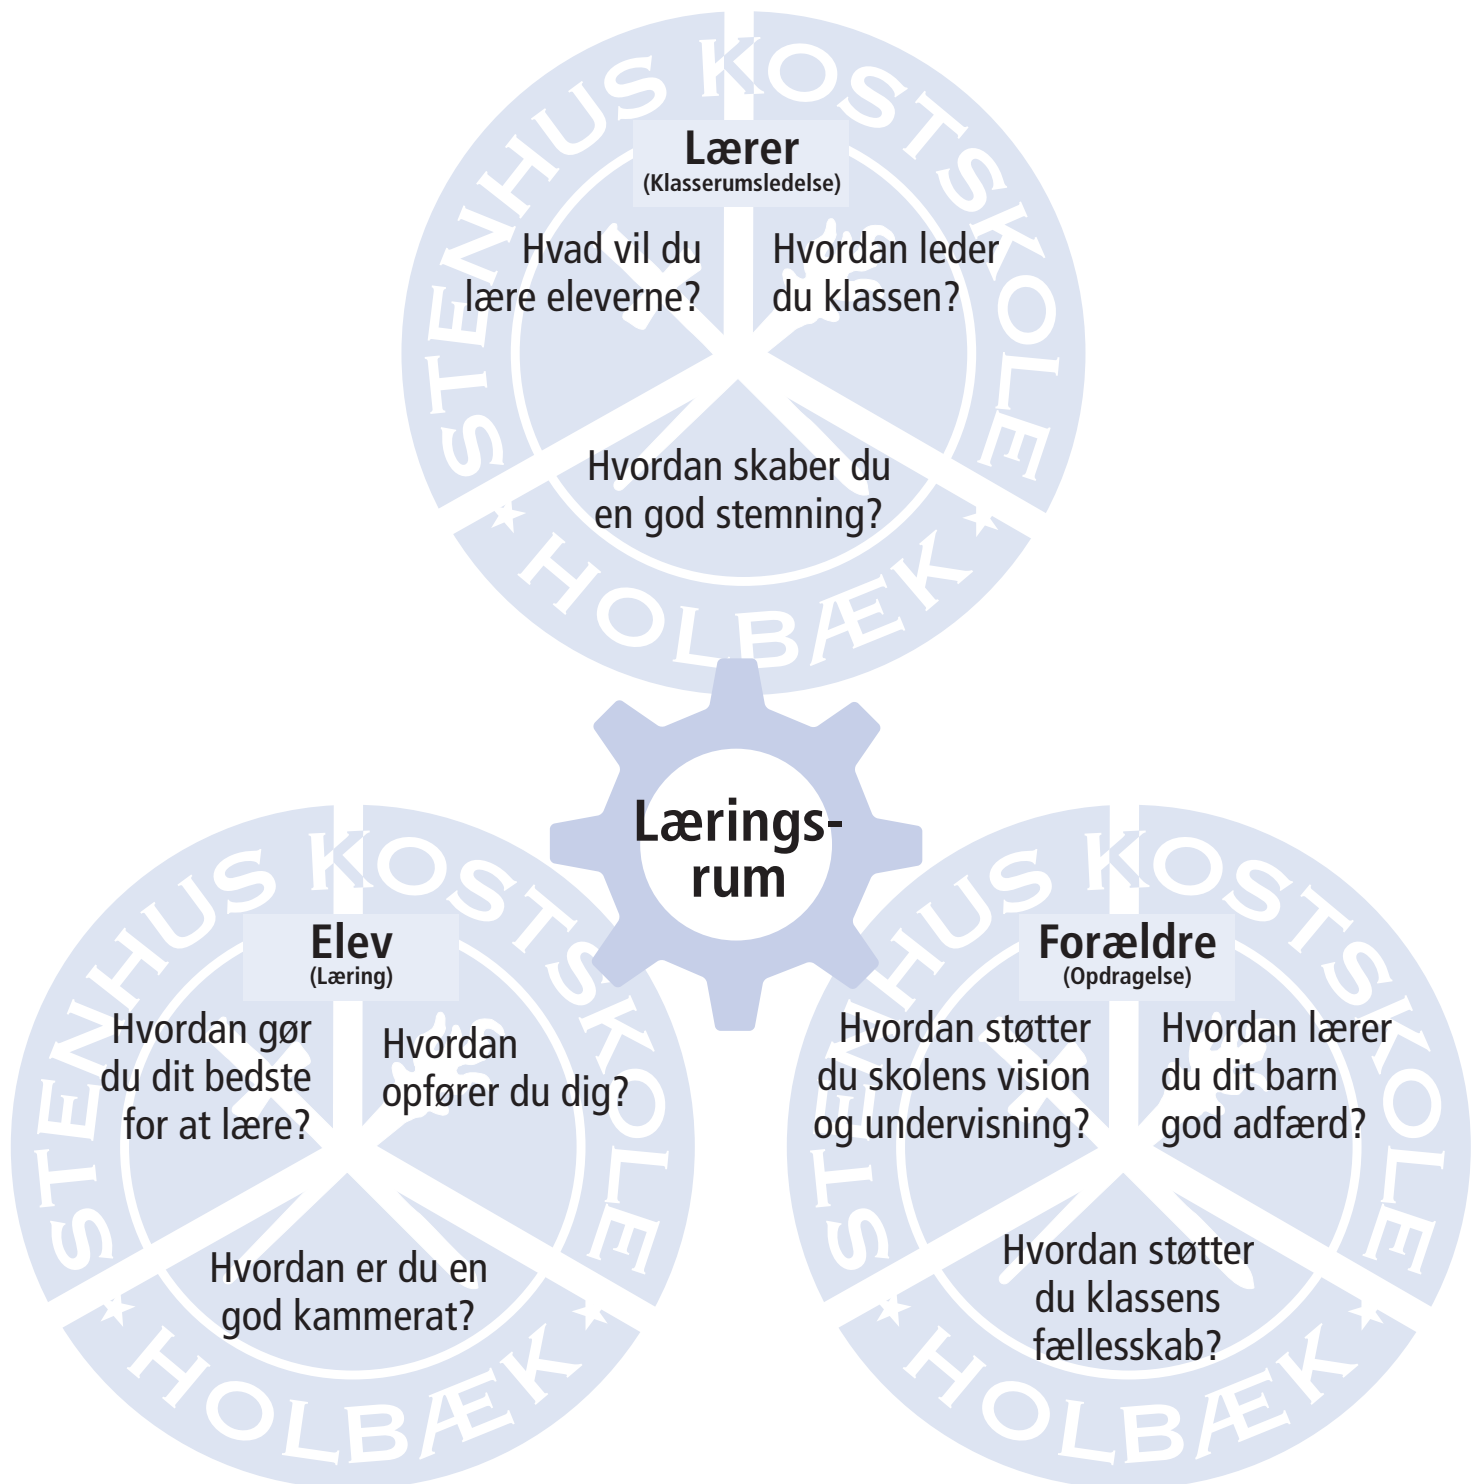 STENHUS KOSTSKOLE
Lærer
(Klasserumsledelse)
Hvad vil du
lære eleverne?
Hvordan leder
du klassen?
Hvordan skaber du
en god stemning?
HOLBÆK
Lærings-
rum
STENHUS KOSTSKOLE
Elev
(Læring)
Hvordan gør
du dit bedste
for at lære?
Hvordan
opfører du dig?
Hvordan er du en
god kammerat?
HOLBÆK
STENHUS KOSTSKOLE
Forældre
(Opdragelse)
Hvordan støtter
du skolens vision
og undervisning?
Hvordan lærer
du dit barn
god adfærd?
Hvordan støtter
du klassens
fællesskab?
HOLBÆK